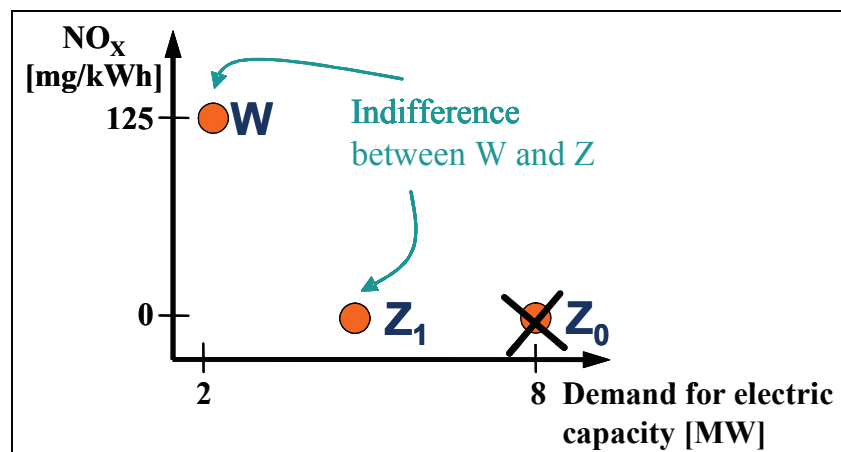 NOX
[mg/kWh]
125
W
Indifference
between W and Z
0
Z1
Z0
2
8
Demand for electric
capacity [MW]